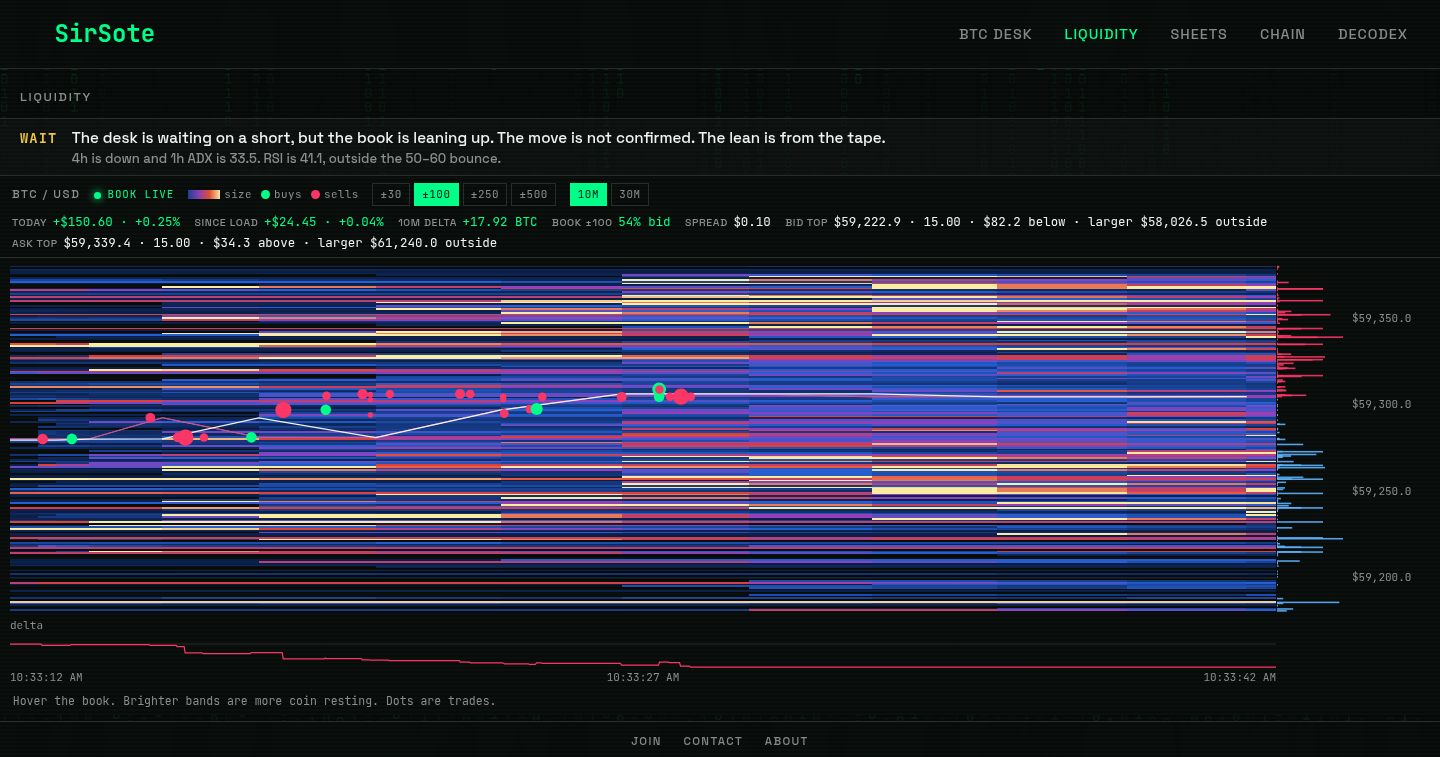 SirSote
BTC DESK LIQUIDITY SHEETS CHAIN DECODEX
LIQUIDITY
WAIT The desk is waiting on a short, but the book is leaning up. The move is not confirmed. The lean is from the tape.
4h is down and 1h ADX is 33.5. RSI is 41.1, outside the 50–60 bounce.
BTC / USD BOOK LIVE size buys sells ±30 ±100 ±250 ±500 10M 30M
TODAY +$150.60 · +0.25% SINCE LOAD +$24.45 · +0.04% 10M DELTA +17.92 BTC BOOK ±100 54% bid SPREAD $0.10 BID TOP $59,222.9 · 15.00 · $82.2 below · larger $58,026.5 outside
ASK TOP $59,339.4 · 15.00 · $34.3 above · larger $61,240.0 outside
$59,350.0
$59,300.0
$59,250.0
$59,200.0
delta
10:33:12 AM 10:33:27 AM 10:33:42 AM
Hover the book. Brighter bands are more coin resting. Dots are trades.
JOIN CONTACT ABOUT